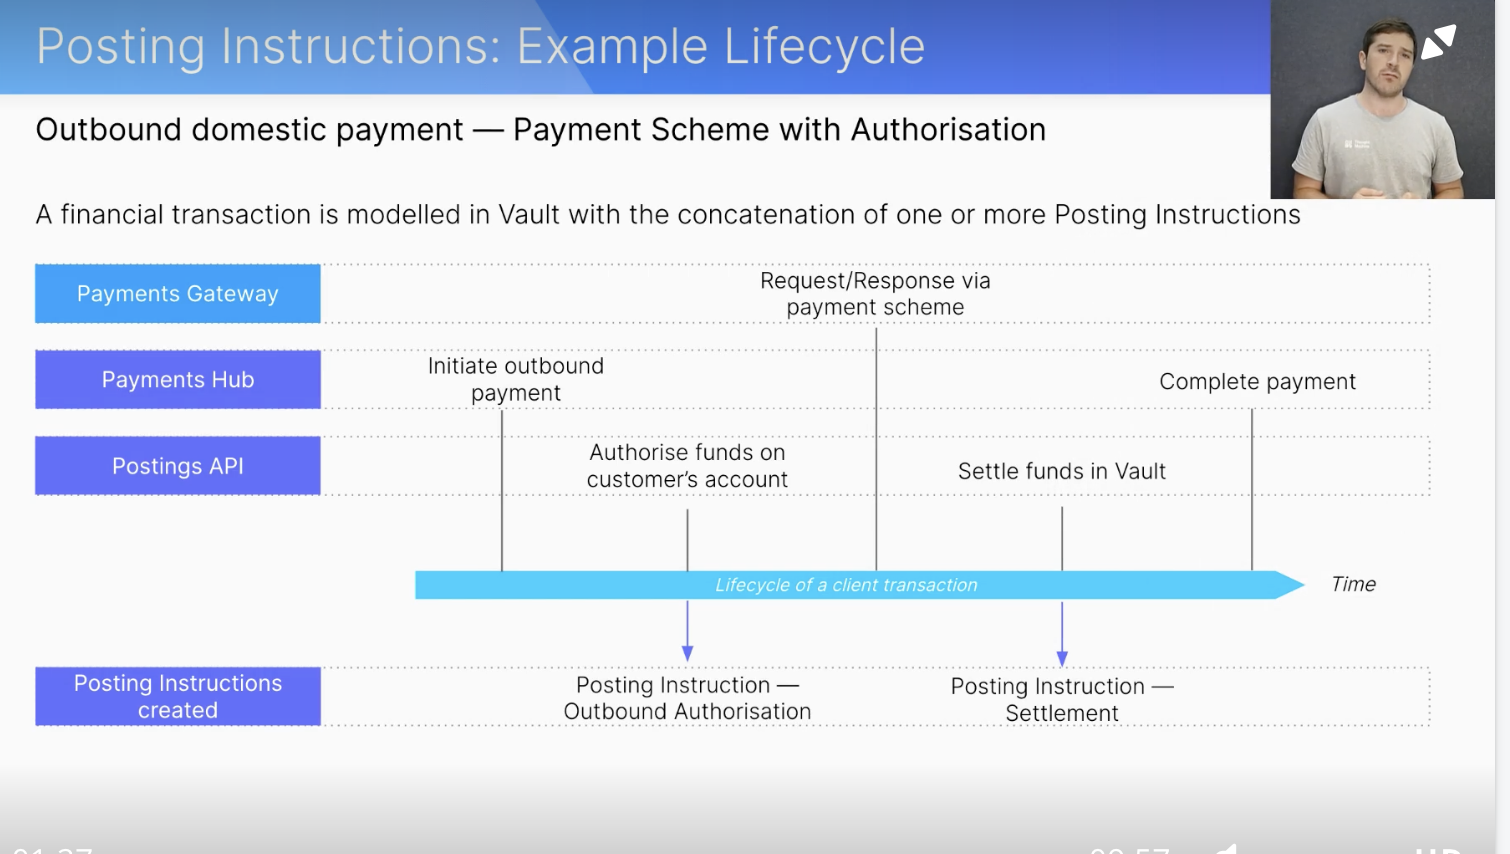 Posting Instructions: Example Lifecycle
Outbound domestic payment — Payment Scheme with Authorisation
A financial transaction is modelled in Vault with the concatenation of one or more Posting Instructions
Payments Gateway
Request/Response via
payment scheme
Payments Hub
Initiate outbound
payment
Complete payment
Postings API
Authorise funds on
customer's account
Settle funds in Vault
Lifecycle of a client transaction
Time
Posting Instructions
created
Posting Instruction —
Outbound Authorisation
Posting Instruction —
Settlement